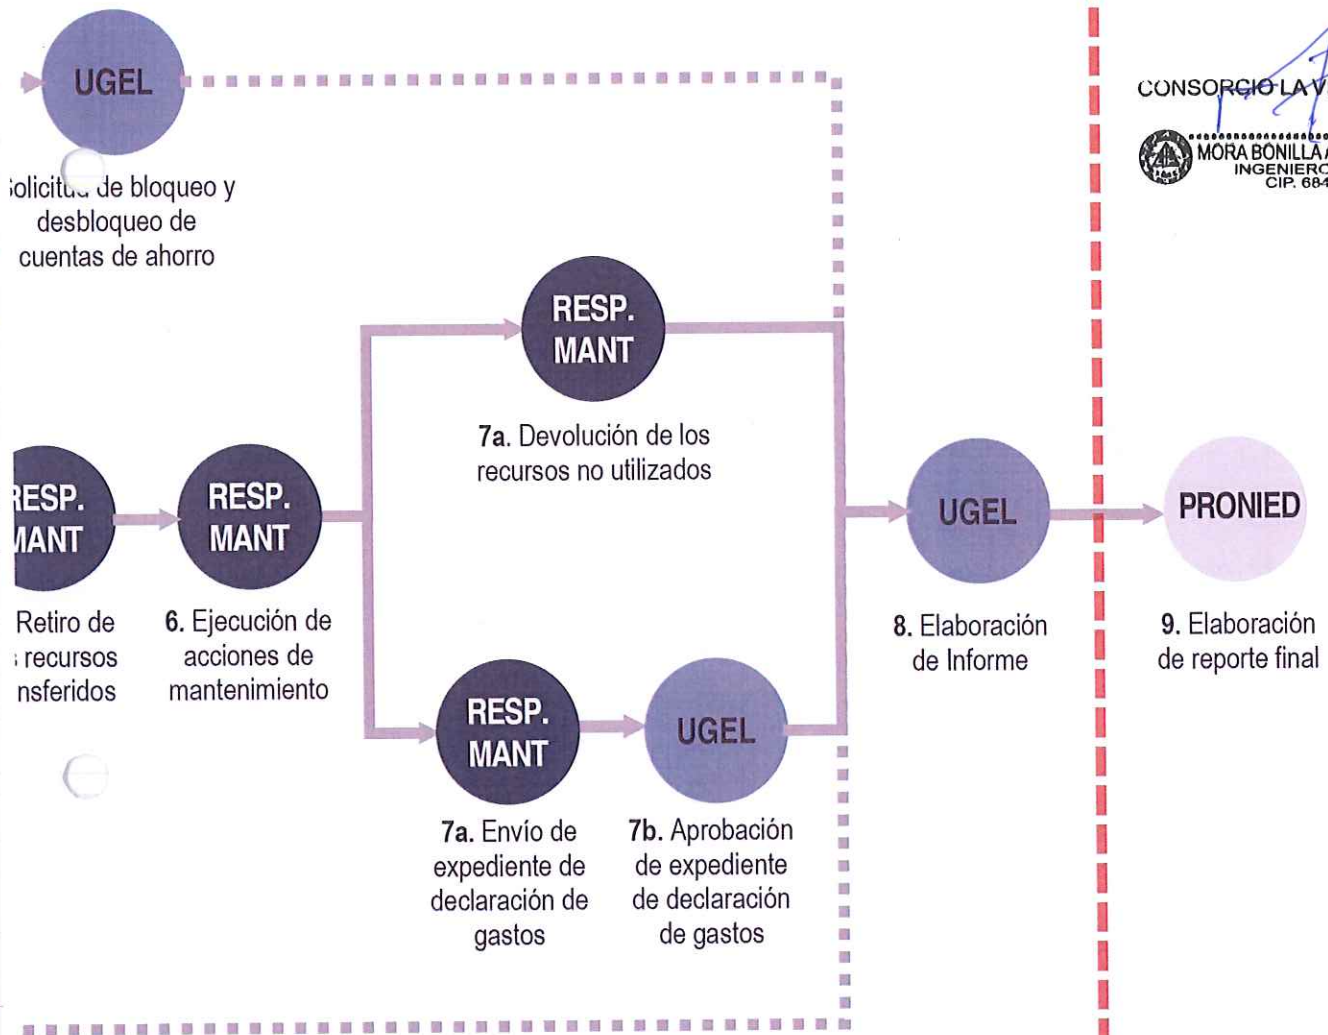 UGEL
CONSORCIO LA V
MORA BONILLA
INGENIERO
CIP. 684
de bloqueo y
desbloqueo de
cuentas de ahorro
RESP.
MANT
7a. Devolución de los
recursos no utilizados
RESP.
MANT
RESP.
MANT
UGEL
PRONIED
Retiro de
recursos
nsferidos
6. Ejecución de
acciones de
mantenimiento
8. Elaboración
de Informe
9. Elaboración
de reporte final
RESP.
MANT
UGEL
7a. Envío de
expediente de
declaración de
gastos
7b. Aprobación
de expediente
de declaración
de gastos